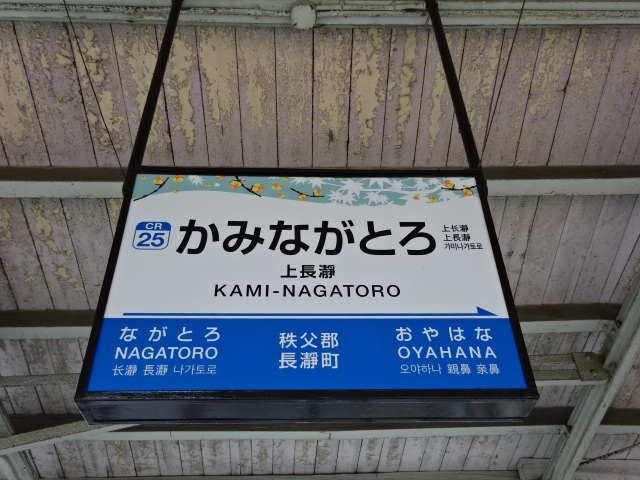 CR
25
かみながとろ
上长瀞
上長瀞
가미나가토로
上長瀞
KAMI-NAGATORO
ながとろ
NAGATORO
长瀞 長瀞 나가토로
秩父郡
長瀞町
おやはな
OYAHANA
오야하나 親鼻 亲鼻